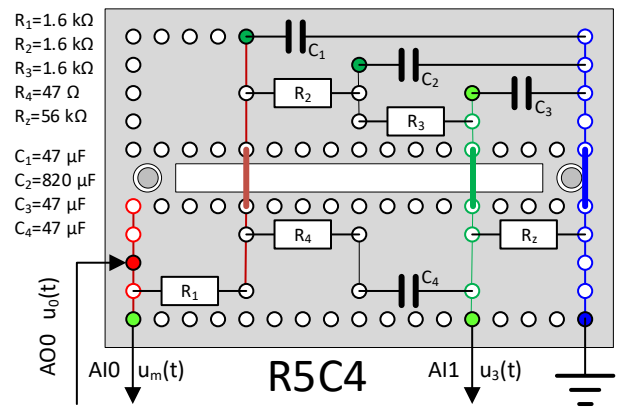 R₁=1.6 kΩ
R₂=1.6 kΩ
R₃=1.6 kΩ
R₄=47 Ω
R_z=56 kΩ
C₁=47 µF
C₂=820 µF
C₃=47 µF
C₄=47 µF
C₁
C₂
R₂
C₃
R₃
R₄
R_z
R₁
C₄
AO0 u₀(t)
AI0 u_m(t)
R5C4
AI1 u₃(t)